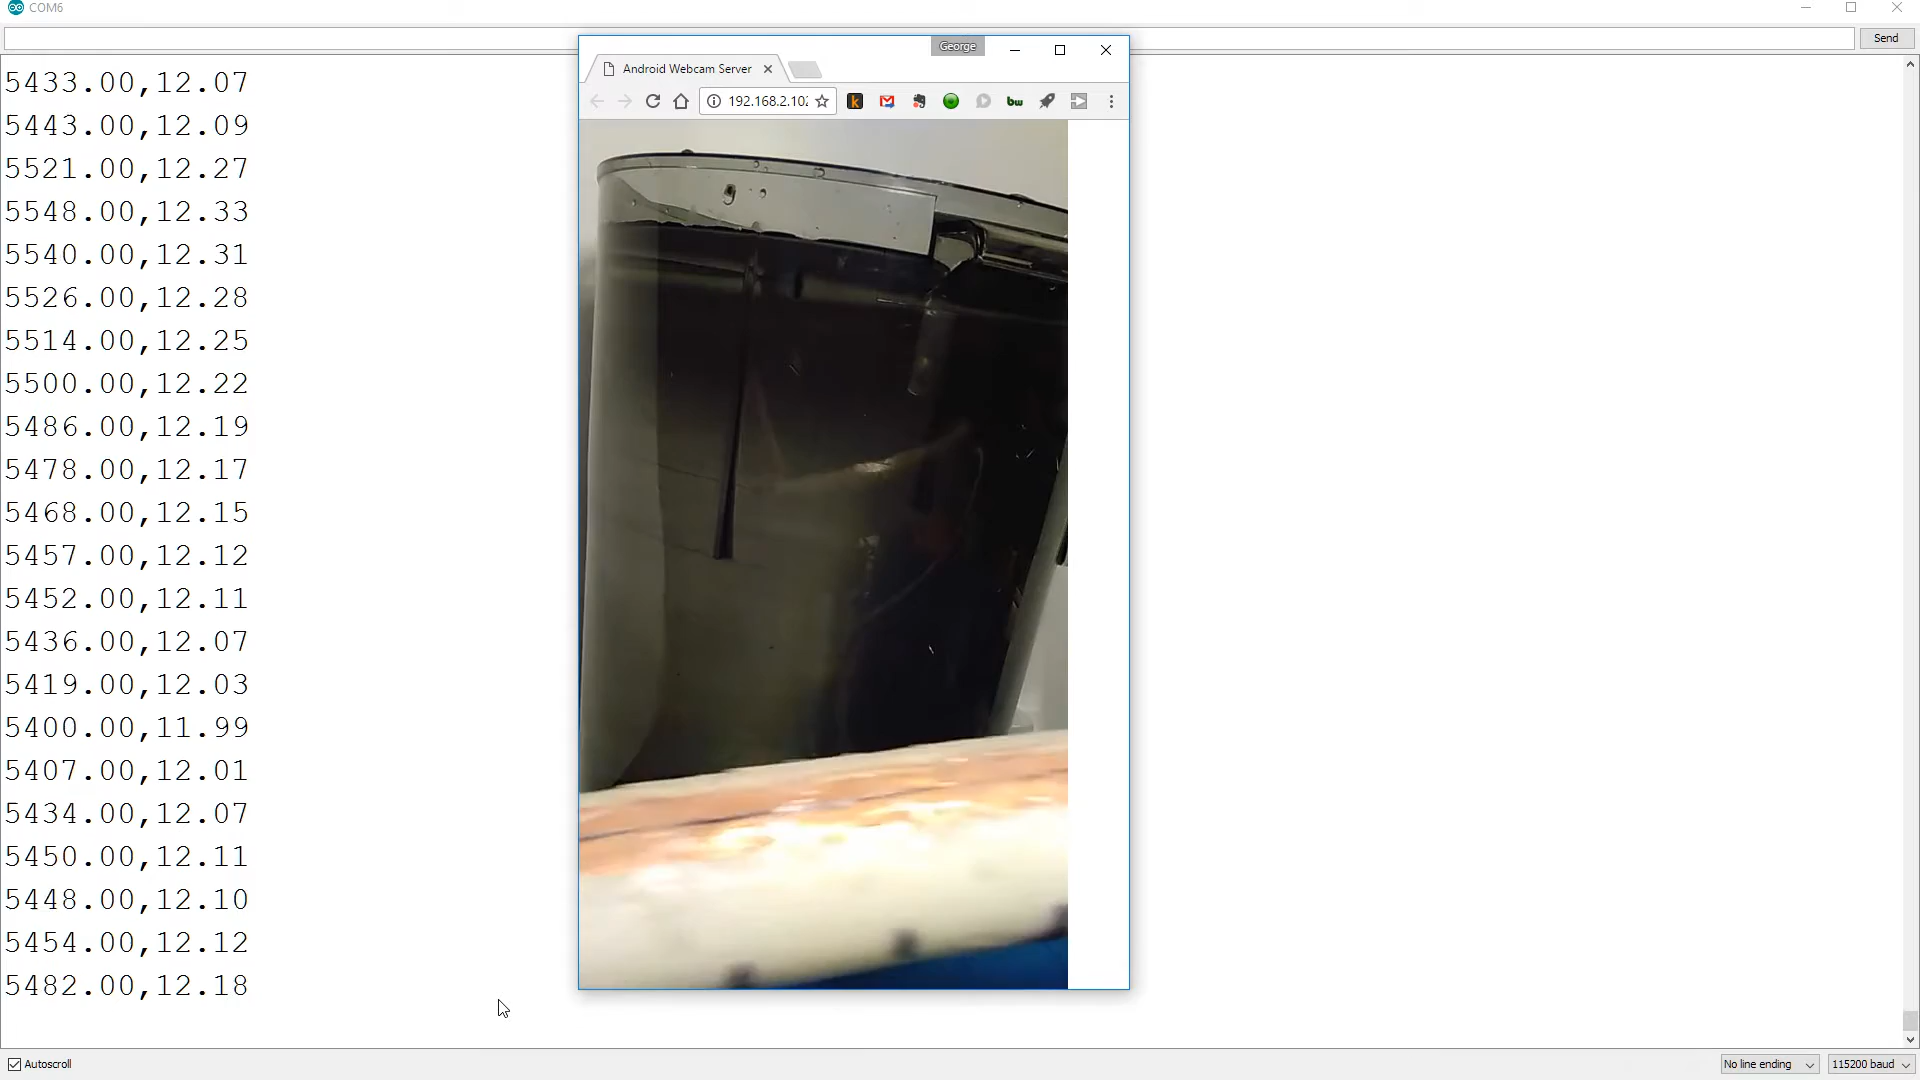 COM6
Send
5433.00,12.07
5443.00,12.09
5521.00,12.27
5548.00,12.33
5540.00,12.31
5526.00,12.28
5514.00,12.25
5500.00,12.22
5486.00,12.19
5478.00,12.17
5468.00,12.15
5457.00,12.12
5452.00,12.11
5436.00,12.07
5419.00,12.03
5400.00,11.99
5407.00,12.01
5434.00,12.07
5450.00,12.11
5448.00,12.10
5454.00,12.12
5482.00,12.18
George
Android Webcam Server
192.168.2.102
k
bw
Autoscroll
No line ending
115200 baud